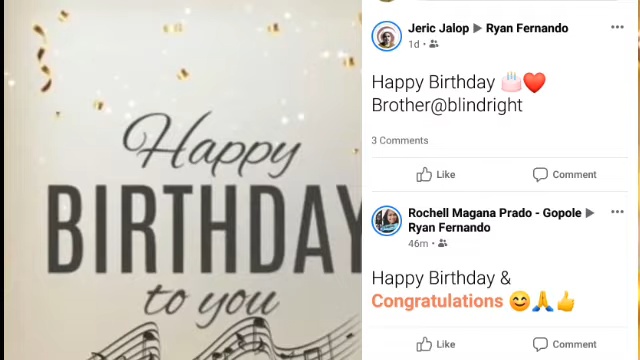 Happy
BIRTHDAY
to you
Jeric Jalop ▶ Ryan Fernando
1d
Happy Birthday 🎂❤️
Brother@blindright
3 Comments
Like
Comment
Rochell Magana Prado - Gopole ▶
Ryan Fernando
46m
Happy Birthday &
Congratulations 😊🙏👍
Like
Comment